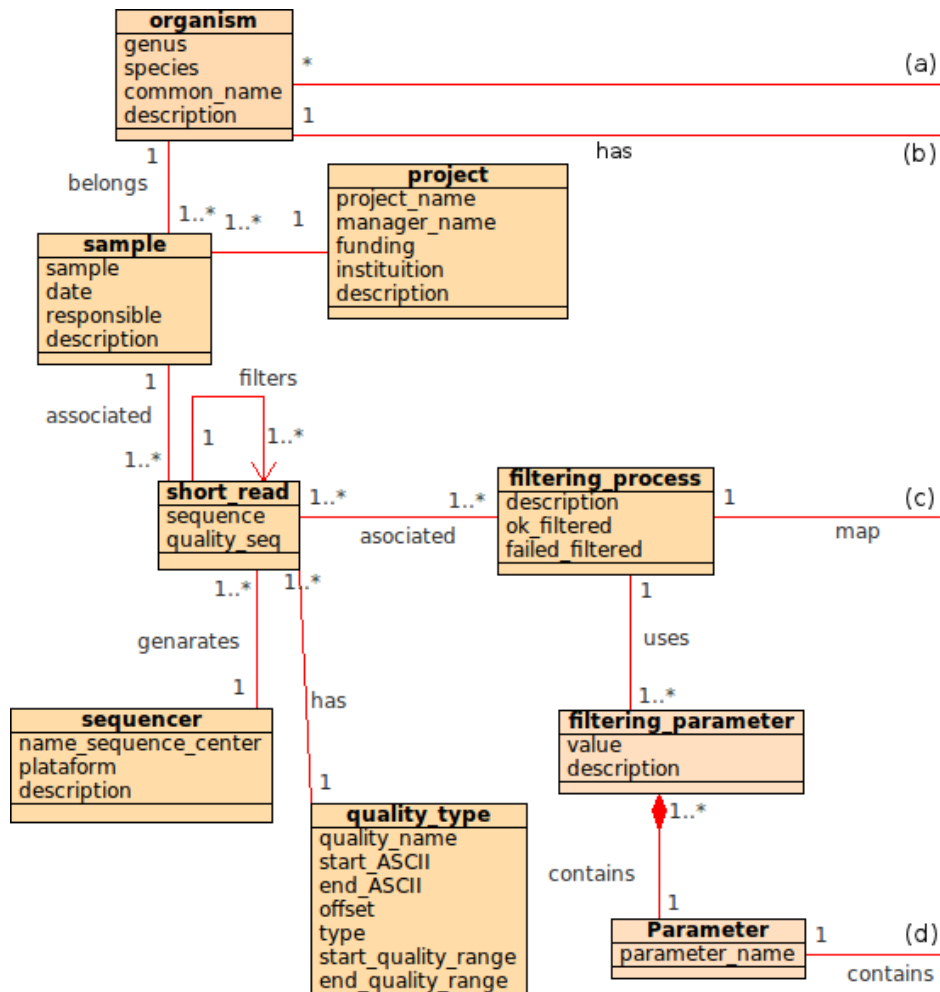 organism
genus
species
common_name
description
*
(a)
1
has
(b)
1
belongs
1..*
1..*
1
project
project_name
manager_name
funding
instituition
description
sample
sample
date
responsible
description
1
associated
1..*
filters
1
1..*
short_read
sequence
quality_seq
1..*
asociated
1..*
filtering_process
description
ok_filtered
failed_filtered
1
map
(c)
1..*
1..*
genarates
1
has
1
1
uses
1..*
sequencer
name_sequence_center
plataform
description
filtering_parameter
value
description
1..*
contains
1
quality_type
quality_name
start_ASCII
end_ASCII
offset
type
start_quality_range
end_quality_range
Parameter
parameter_name
1
(d)
contains